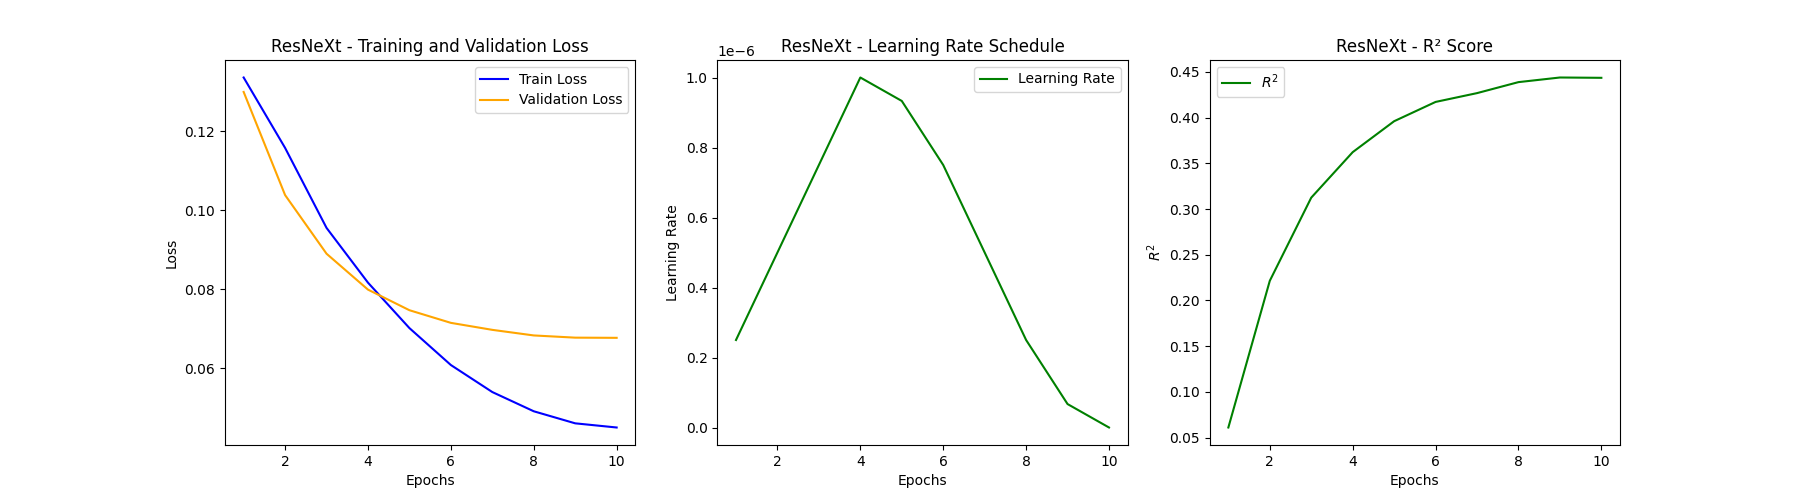 ResNeXt - Training and Validation Loss
Train Loss
Validation Loss
0.12
0.10
0.08
0.06
Loss
2 4 6 8 10
Epochs
ResNeXt - Learning Rate Schedule
1e−6
Learning Rate
1.0
0.8
0.6
0.4
0.2
0.0
Learning Rate
2 4 6 8 10
Epochs
ResNeXt - R² Score
R²
0.45
0.40
0.35
0.30
0.25
0.20
0.15
0.10
0.05
R²
2 4 6 8 10
Epochs